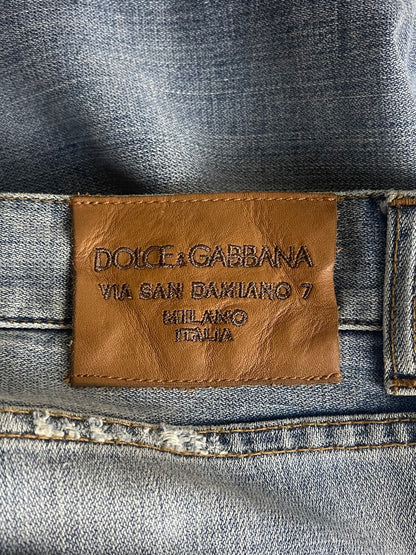 DOLCE&GABBANA
VIA SAN DAMIANO 7
MILANO
ITALIA